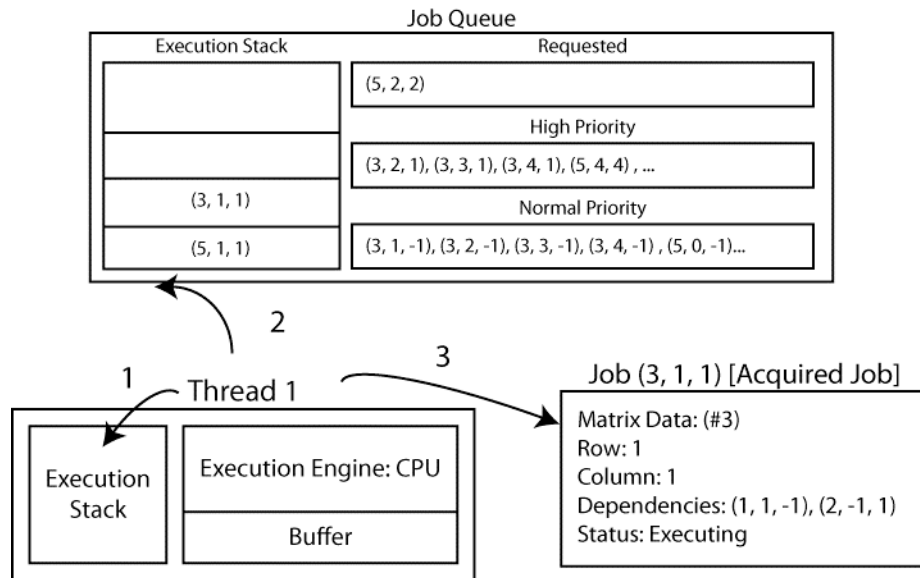 Job Queue
Execution Stack
Requested
(5, 2, 2)
High Priority
(3, 2, 1), (3, 3, 1), (3, 4, 1), (5, 4, 4) , ...
(3, 1, 1)
Normal Priority
(5, 1, 1)
(3, 1, -1), (3, 2, -1), (3, 3, -1), (3, 4, -1) , (5, 0, -1)...
2
3
1
Thread 1
Execution
Stack
Execution Engine: CPU
Buffer
Job (3, 1, 1) [Acquired Job]
Matrix Data: (#3)
Row: 1
Column: 1
Dependencies: (1, 1, -1), (2, -1, 1)
Status: Executing